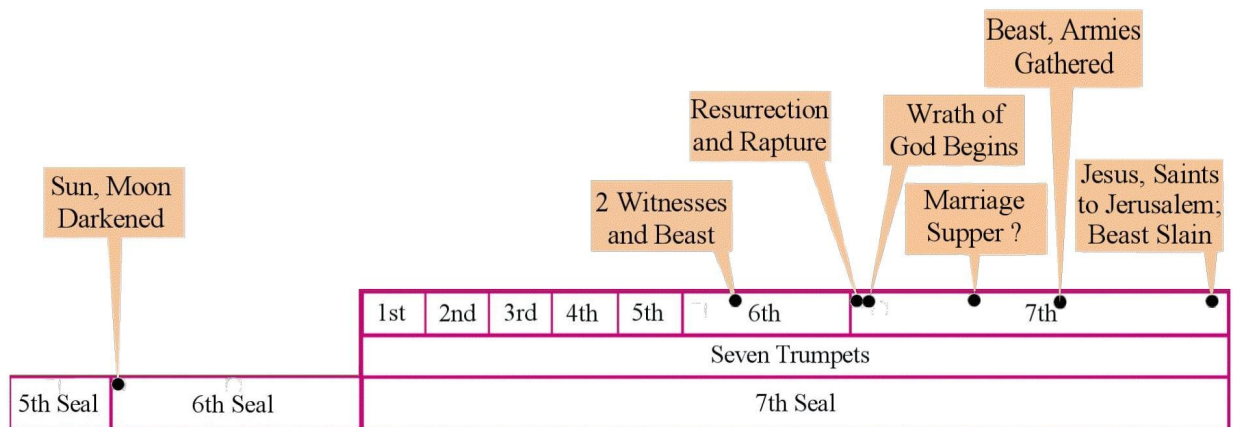 Beast, Armies
Gathered
Resurrection
and Rapture
Wrath of
God Begins
Sun, Moon
Darkened
2 Witnesses
and Beast
Marriage
Supper ?
Jesus, Saints
to Jerusalem;
Beast Slain
1st
2nd
3rd
4th
5th
6th
7th
Seven Trumpets
5th Seal
6th Seal
7th Seal